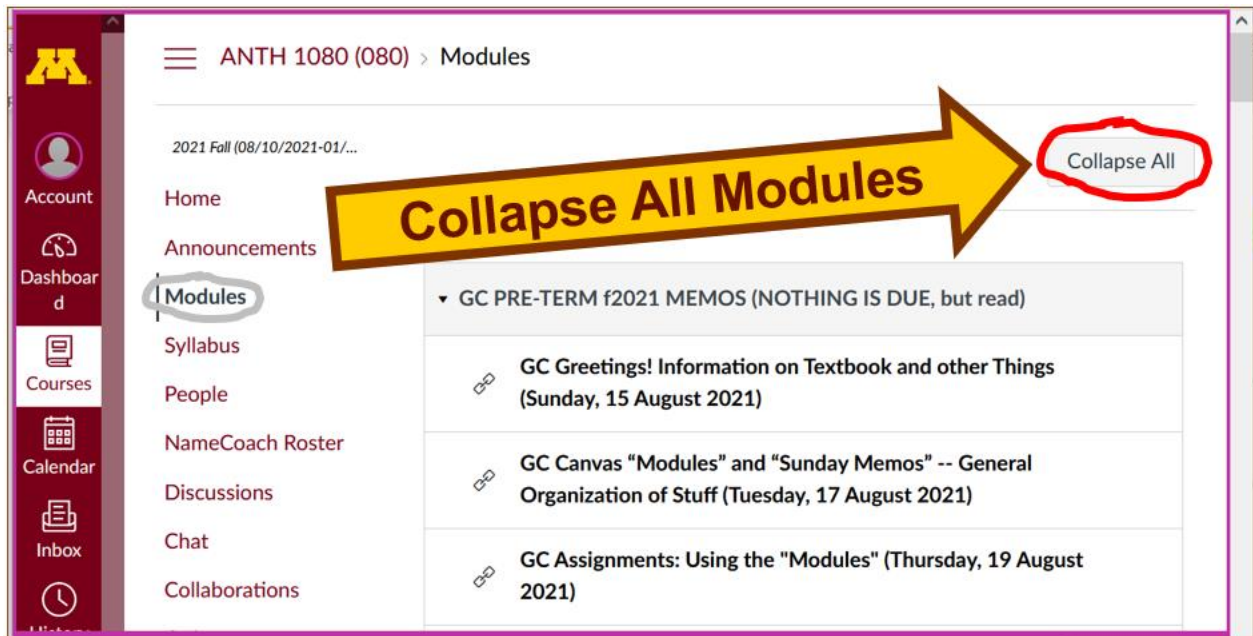 M
ANTH 1080 (080) > Modules
Account
Dashboar
d
Courses
Calendar
Inbox
2021 Fall (08/10/2021-01/...
Home
Announcements
Modules
Syllabus
People
NameCoach Roster
Discussions
Chat
Collaborations
Collapse All Modules
Collapse All
GC PRE-TERM f2021 MEMOS (NOTHING IS DUE, but read)
GC Greetings! Information on Textbook and other Things
(Sunday, 15 August 2021)
GC Canvas “Modules” and “Sunday Memos” -- General
Organization of Stuff (Tuesday, 17 August 2021)
GC Assignments: Using the "Modules" (Thursday, 19 August
2021)